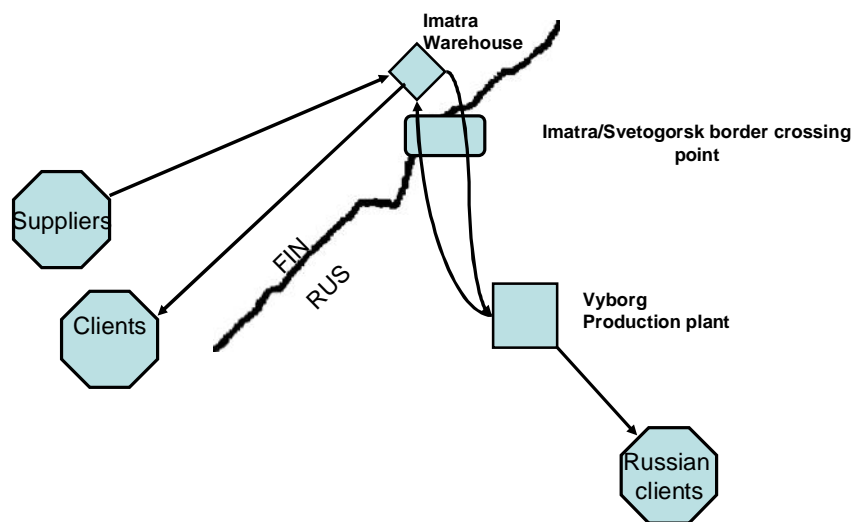 Imatra
Warehouse
Imatra/Svetogorsk border crossing
point
Suppliers
FIN
RUS
Clients
Vyborg
Production plant
Russian
clients